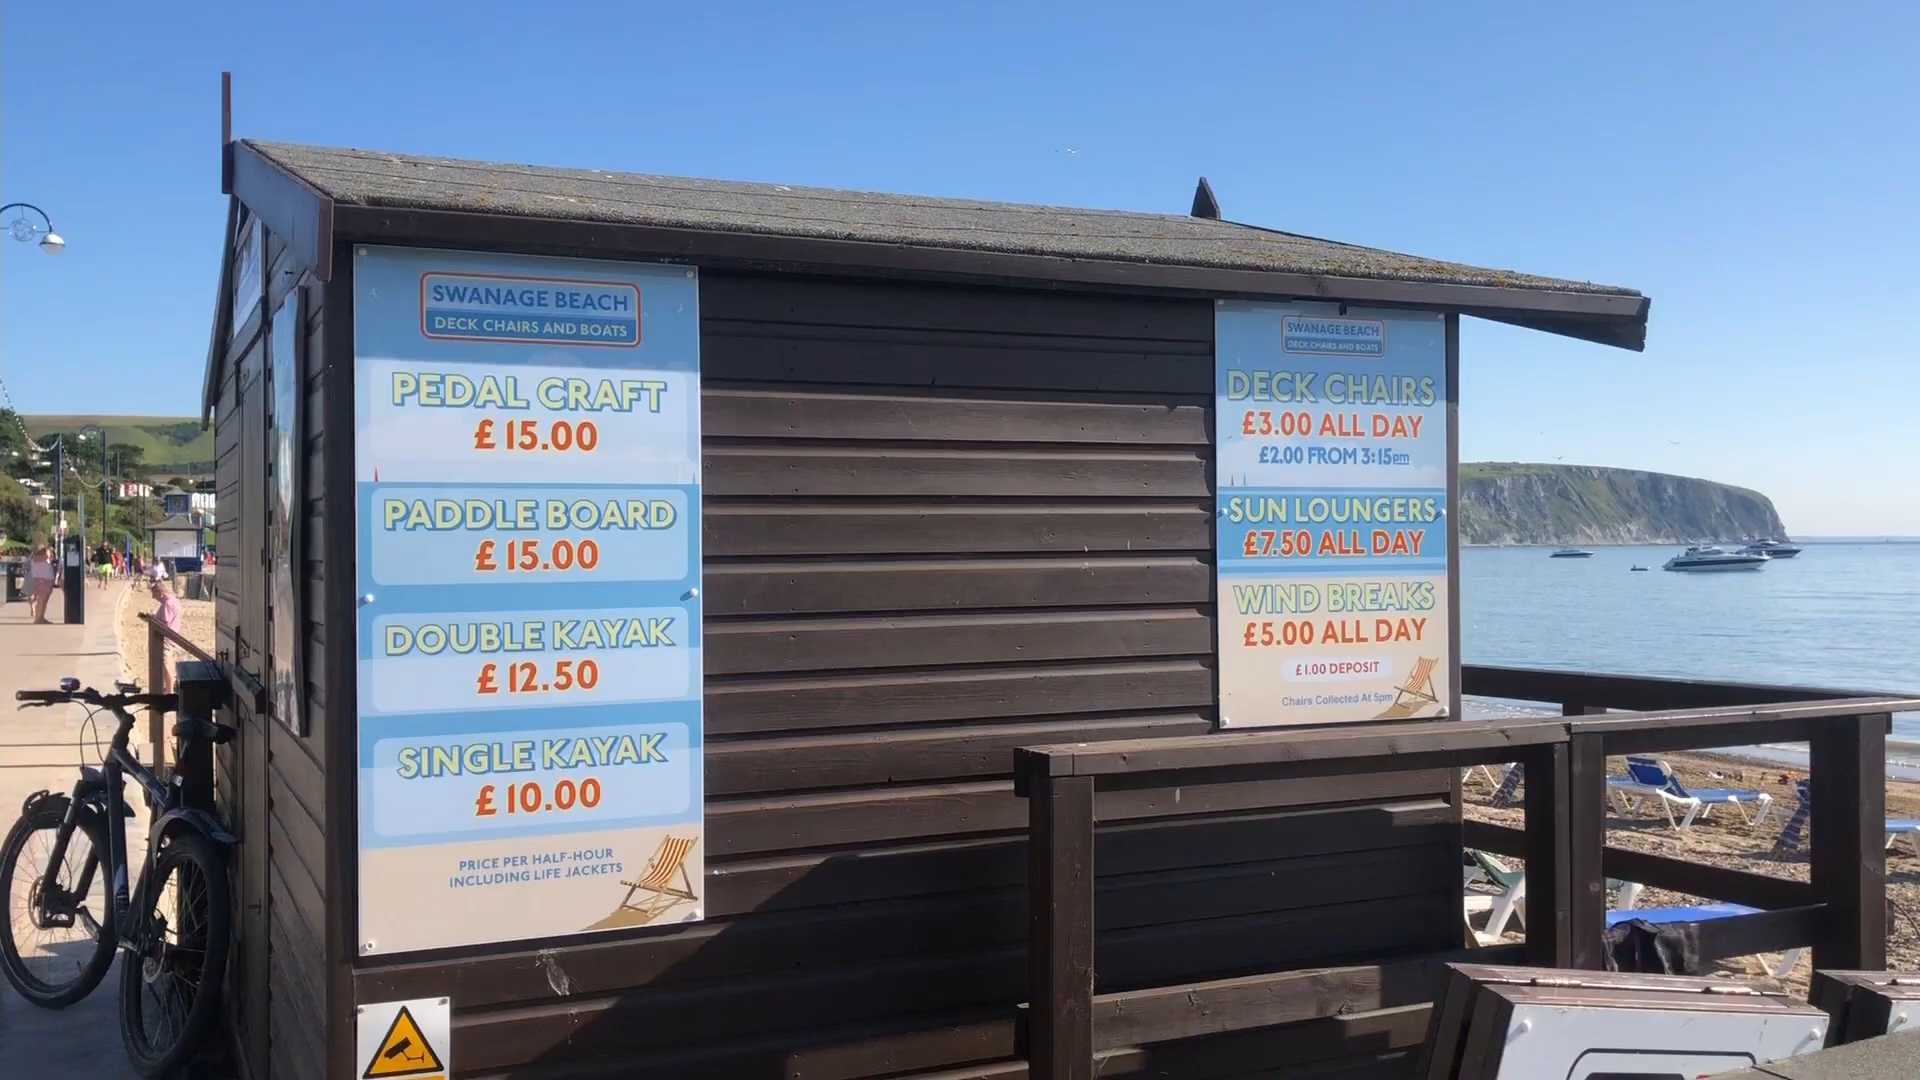 SWANAGE BEACH
DECK CHAIRS AND BOATS
PEDAL CRAFT
£15.00
PADDLE BOARD
£15.00
DOUBLE KAYAK
£12.50
SINGLE KAYAK
£10.00
PRICE PER HALF-HOUR
INCLUDING LIFE JACKETS
SWANAGE BEACH
DECK CHAIRS AND BOATS
DECK CHAIRS
£3.00 ALL DAY
£2.00 FROM 3:15pm
SUN LOUNGERS
£7.50 ALL DAY
WIND BREAKS
£5.00 ALL DAY
£1.00 DEPOSIT
Chairs Collected At 5pm